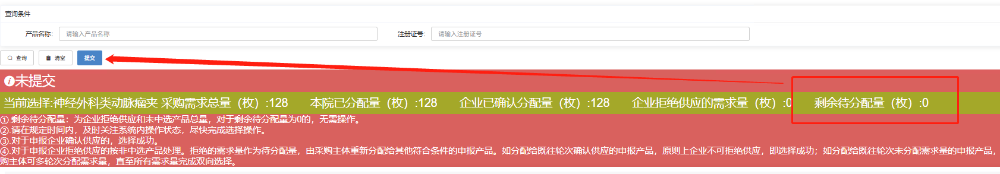 查询条件
产品名称: 请输入产品名称 注册证号: 请输入注册证号
查询 清空 提交
未提交
当前选择:神经外科类动脉瘤夹 采购需求总量（枚）:128 本院已分配量（枚）:128 企业已确认分配量（枚）:128 企业拒绝供应的需求量（枚）:0 剩余待分配量（枚）:0
①.剩余待分配量：为企业拒绝供应和未中选产品总量，对于剩余待分配量为0的，无需操作。
②.请在规定时间内，及时关注系统内操作状态，尽快完成选择操作。
③.对于申报企业确认供应的，选择成功。
④.对于申报企业拒绝供应的按非中选产品处理。拒绝的需求量作为待分配量，由采购主体重新分配给其他符合条件的申报产品。如分配给既往轮次确认供应的申报产品，原则上企业不可拒绝供应，即选择成功；如分配给既往轮次未分配需求量的申报产品，
购主体可多轮次分配需求量，直至所有需求量完成双向选择。